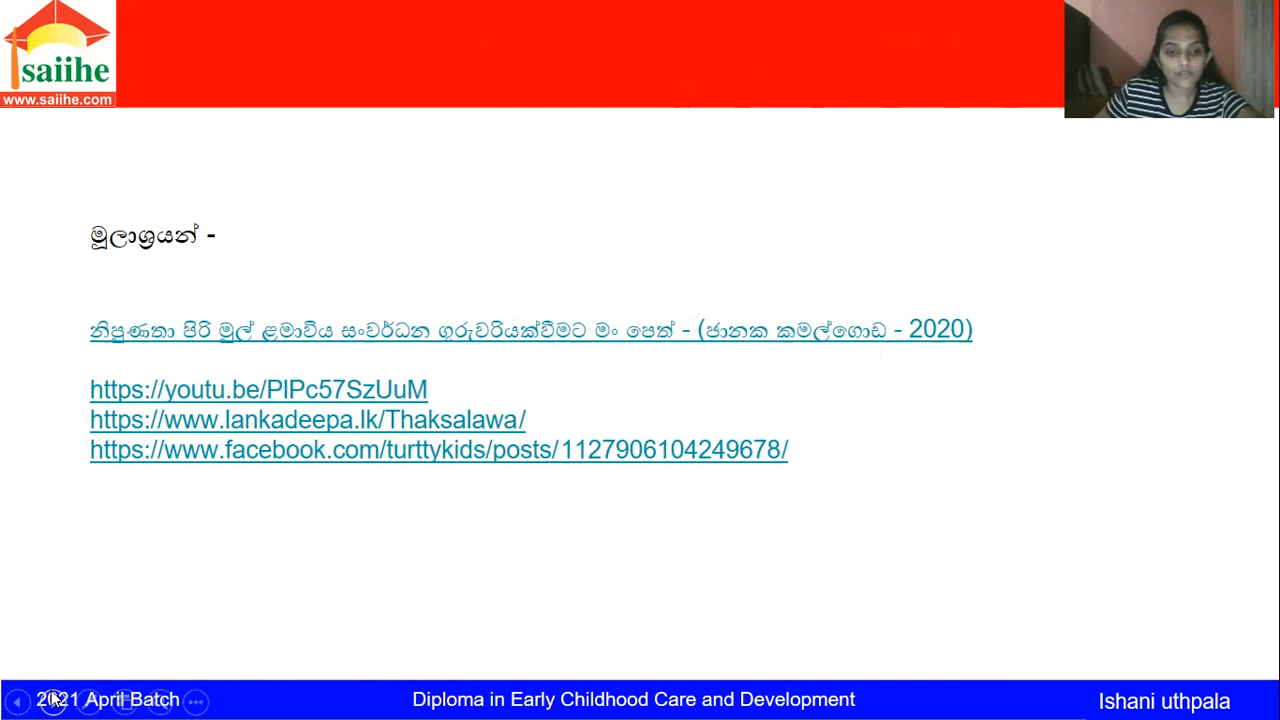 saiihe
www.saiihe.com
මූලාශ්‍රයන් -
නිපුණතා පිරි මුල් ළමාවිය සංවර්ධන ගුරුවරියක්වීමට මං පෙත් - (ජානක කමල්ගොඩ - 2020)
https://youtu.be/PlPc57SzUuM
https://www.lankadeepa.lk/Thaksalawa/
https://www.facebook.com/turttykids/posts/1127906104249678/
2021 April Batch
Diploma in Early Childhood Care and Development
Ishani uthpala